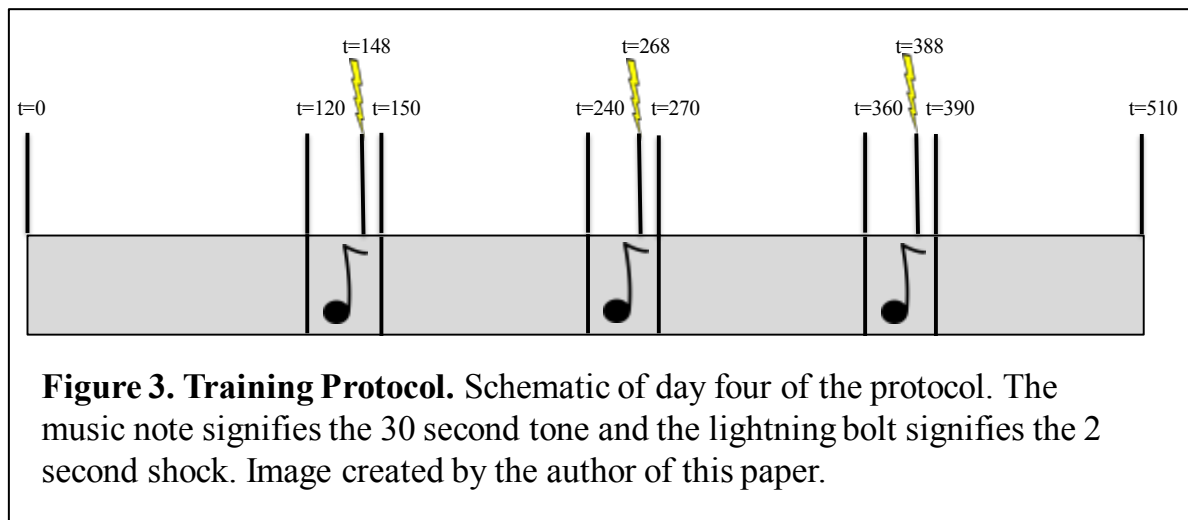 t=148 t=268 t=388
t=0 t=120 t=150 t=240 t=270 t=360 t=390 t=510
Figure 3. Training Protocol. Schematic of day four of the protocol. The
music note signifies the 30 second tone and the lightning bolt signifies the 2
second shock. Image created by the author of this paper.